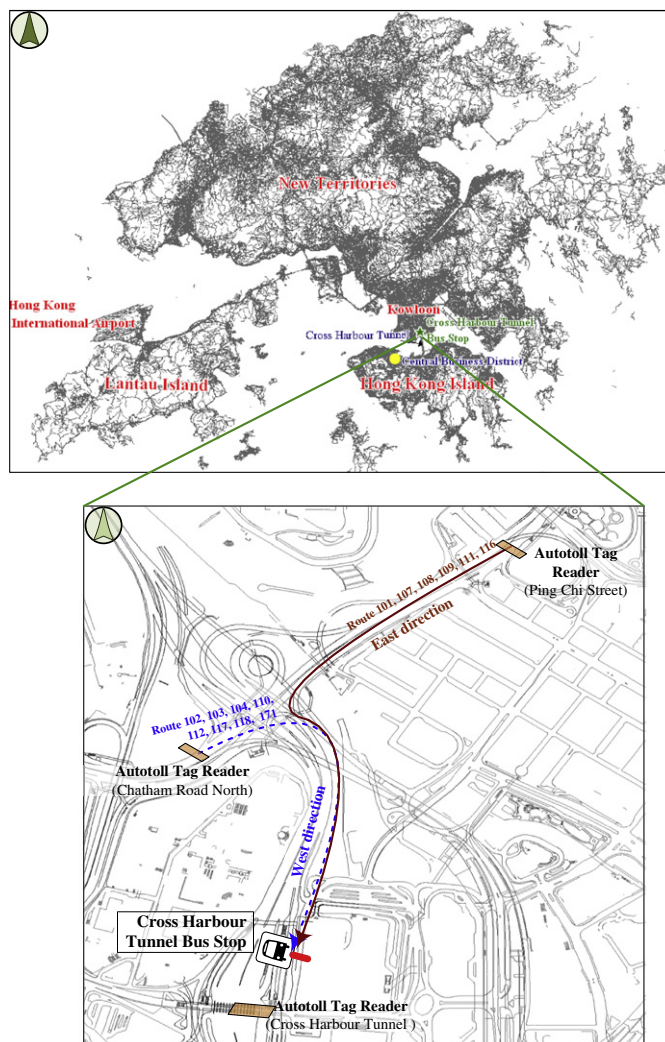 New Territories
Hong Kong
International Airport
Kowloon
Cross Harbour Tunnel
Bus Stop
Cross Harbour Tunne
Central Business District
Lantau Island
Hong Kong Island
Route 101, 107, 108, 109, 111, 116
East direction
Autotoll Tag
Reader
(Ping Chi Street)
Route 102, 103, 104, 110,
112, 117, 118, 171
Autotoll Tag Reader
(Chatham Road North)
West direction
Cross Harbour
Tunnel Bus Stop
Autotoll Tag Reader
(Cross Harbour Tunnel )